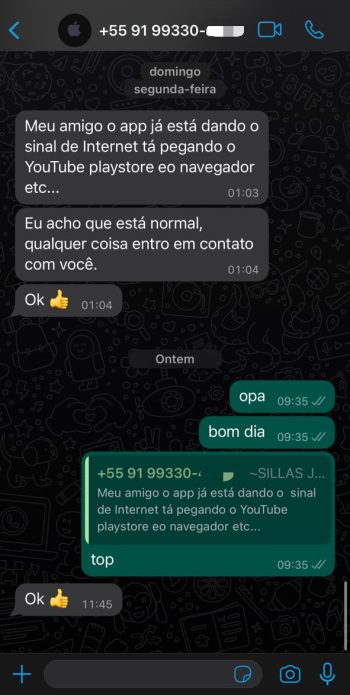 +55 91 99330-
domingo
segunda-feira
Meu amigo o app já está dando o
sinal de Internet tá pegando o
YouTube playstore eo navegador
etc...
01:03
Eu acho que está normal,
qualquer coisa entro em contato
com você.
01:04
Ok 👍 01:04
Ontem
opa 09:35
bom dia 09:35
+55 91 99330- ~SILLAS J...
Meu amigo o app já está dando o sinal
de Internet tá pegando o YouTube
playstore eo navegador etc...
top
09:35
Ok 👍 11:45